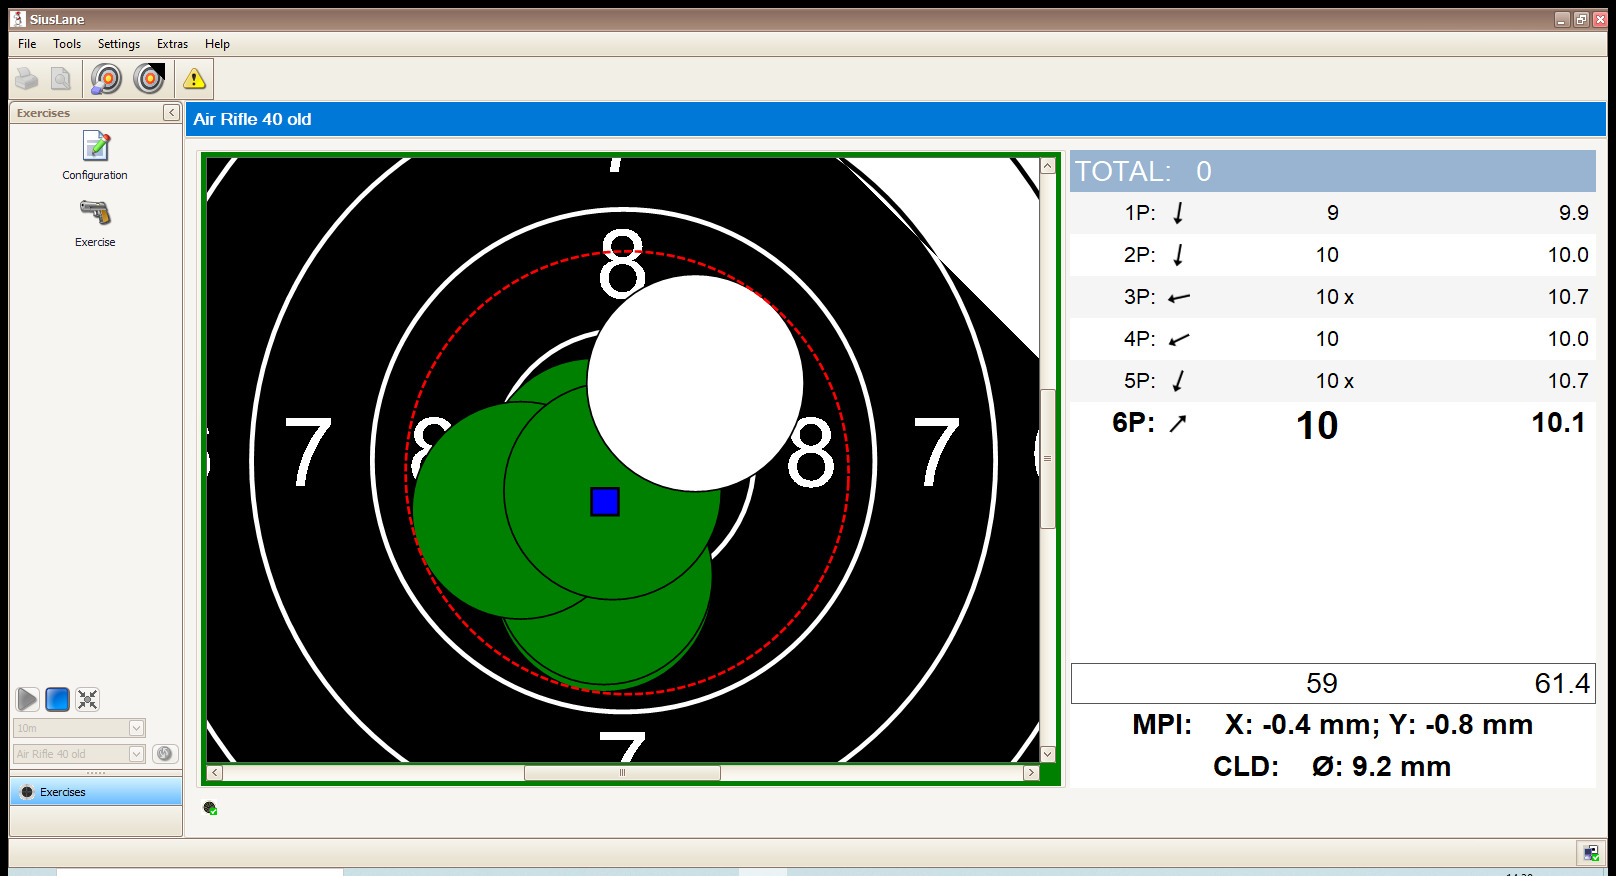 SiusLane
File Tools Settings Extras Help
Exercises
Configuration
Exercise
Air Rifle 40 old
7
8
7 8 8 7
7
TOTAL: 0
1P: 9 9.9
2P: 10 10.0
3P: 10 x 10.7
4P: 10 10.0
5P: 10 x 10.7
6P: 10 10.1
59 61.4
MPI: X: -0.4 mm; Y: -0.8 mm
CLD: Ø: 9.2 mm
10m
Air Rifle 40 old
Exercises